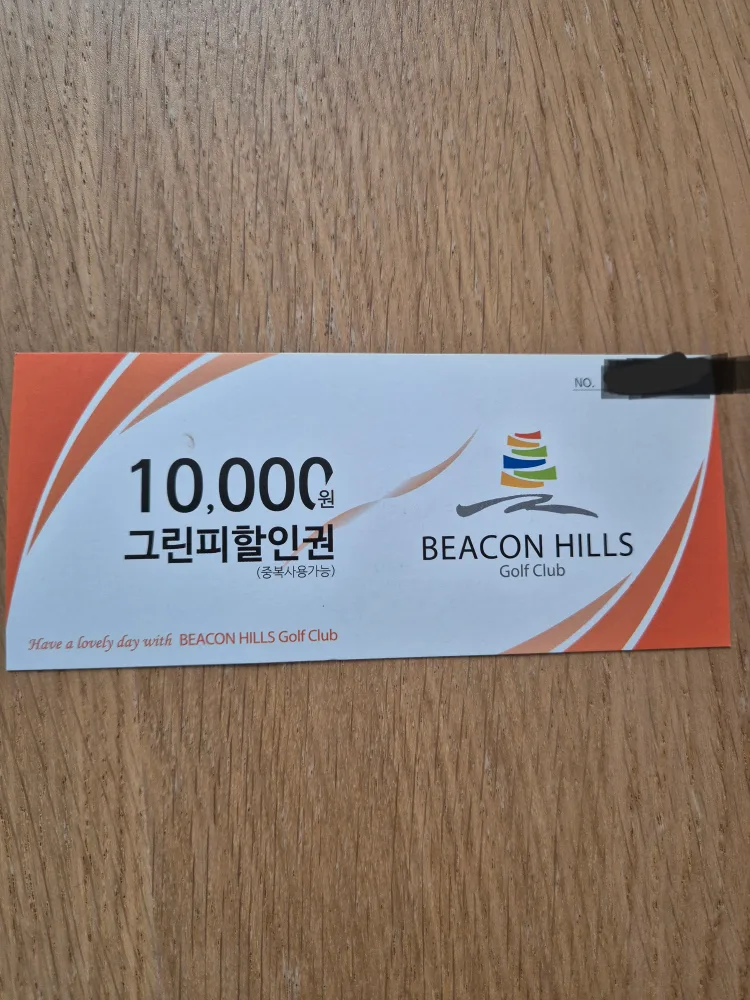 NO.
10,000원
그린피할인권
(중복사용가능)
BEACON HILLS
Golf Club
Have a lovely day with BEACON HILLS Golf Club